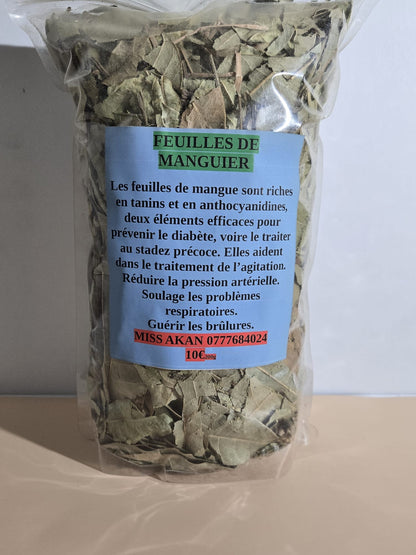 FEUILLES DE
MANGUIER
Les feuilles de mangue sont riches
en tanins et en anthocyanidines,
deux éléments efficaces pour
prévenir le diabète, voire le traiter
au stadez précoce. Elles aident
dans le traitement de l’agitation.
Réduire la pression artérielle.
Soulage les problèmes
respiratoires.
Guérir les brûlures.
MISS AKAN 0777684024
10€